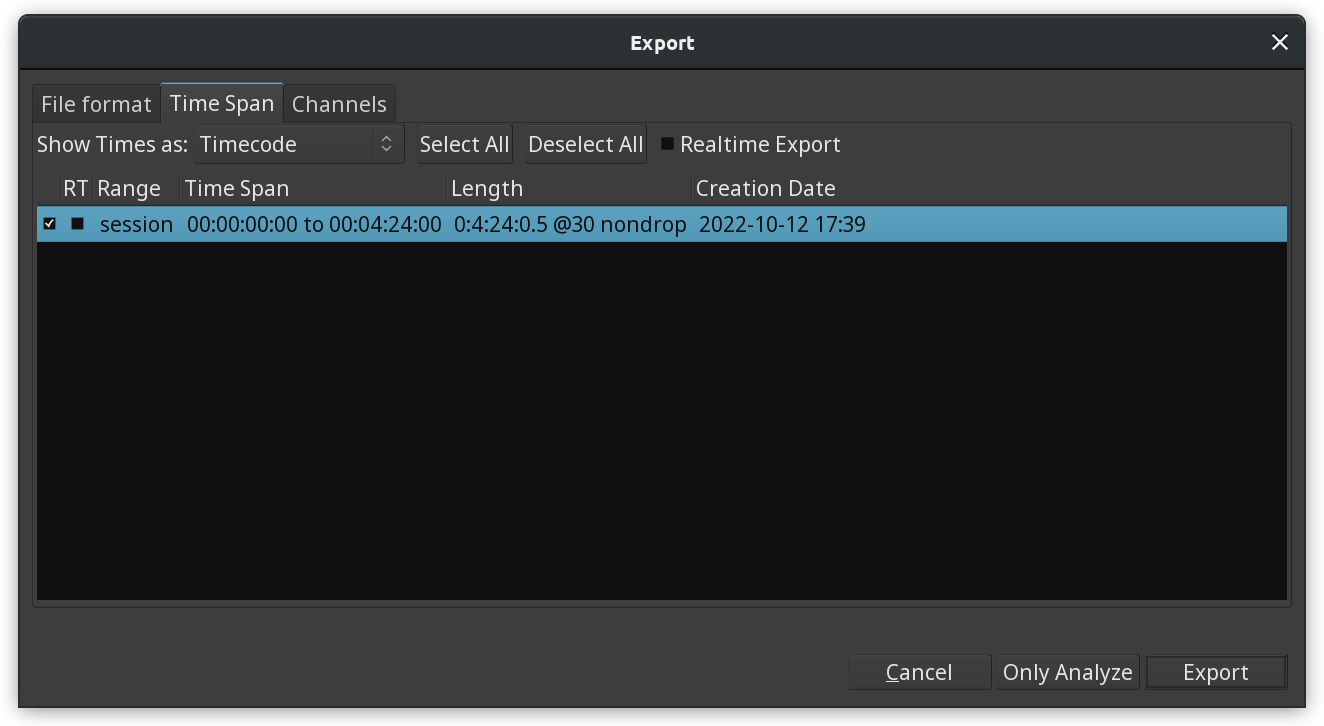 Export
File format Time Span Channels
Show Times as: Timecode Select All Deselect All Realtime Export
RT Range Time Span Length Creation Date
session 00:00:00:00 to 00:04:24:00 0:4:24:0.5 @30 nondrop 2022-10-12 17:39
Cancel Only Analyze Export